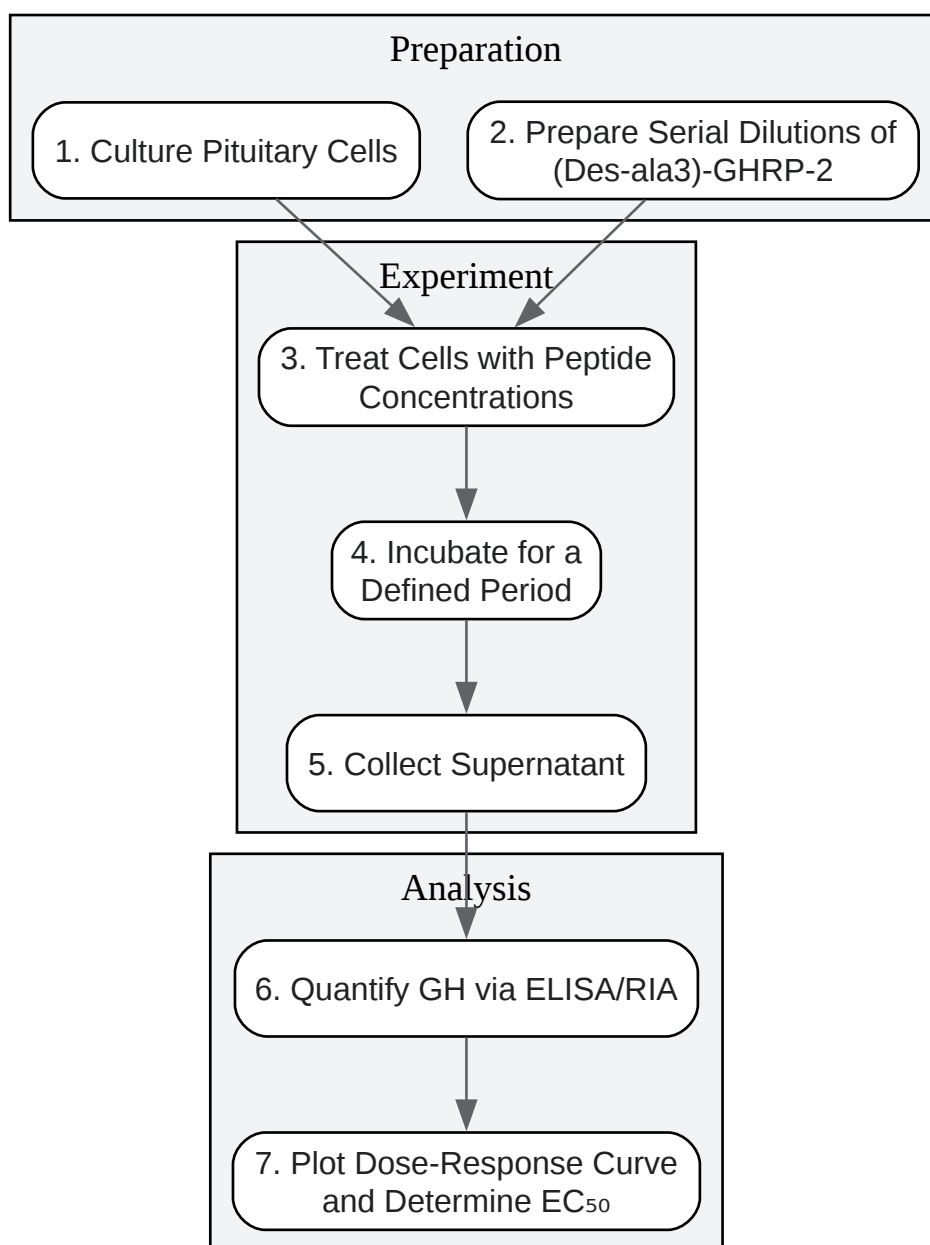 Preparation
1. Culture Pituitary Cells
2. Prepare Serial Dilutions of
(Des-ala3)-GHRP-2
Experiment
3. Treat Cells with Peptide
Concentrations
4. Incubate for a
Defined Period
5. Collect Supernatant
Analysis
6. Quantify GH via ELISA/RIA
7. Plot Dose-Response Curve
and Determine EC₅₀